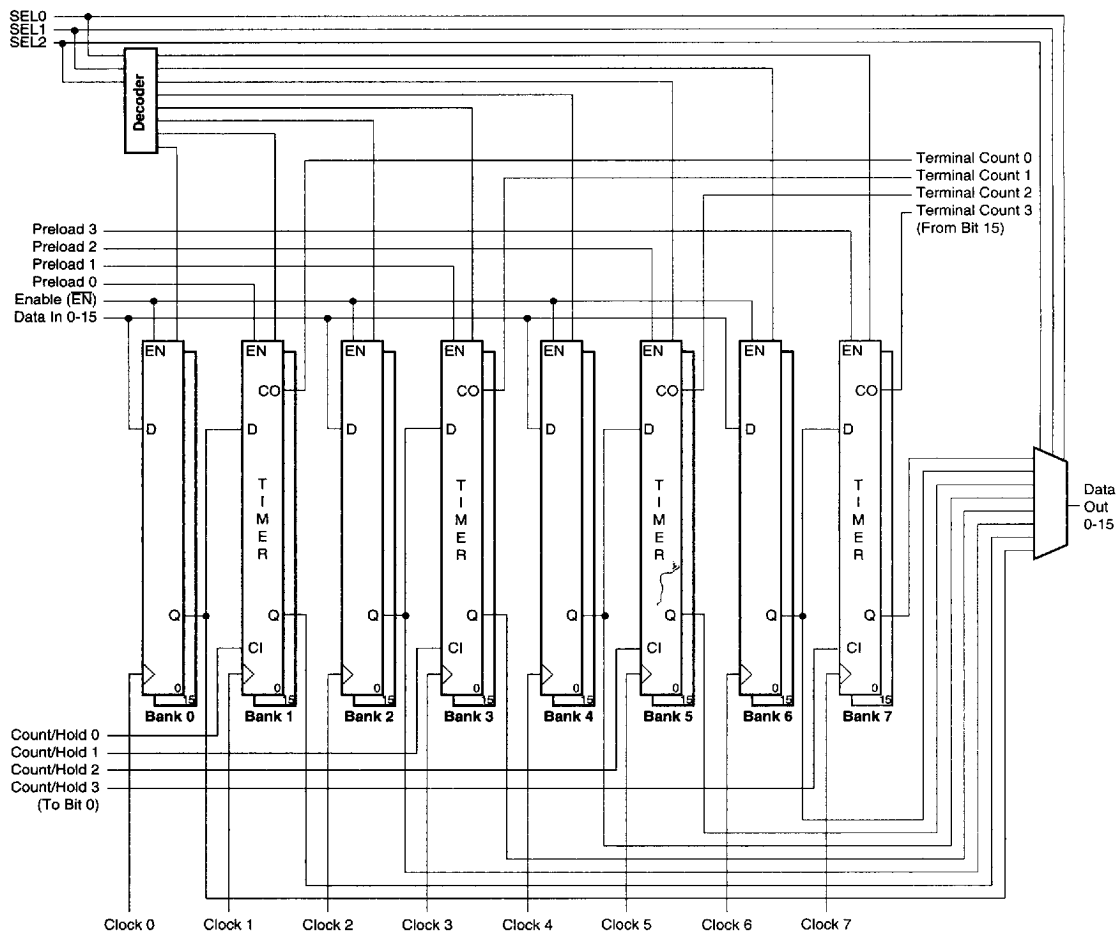 SEL0
SEL1
SEL2
Decoder
Terminal Count 0
Terminal Count 1
Terminal Count 2
Terminal Count 3
(From Bit 15)
Preload 3
Preload 2
Preload 1
Preload 0
Enable (E̅N̅)
Data In 0-15
EN EN EN EN EN EN EN EN
CO CO CO CO
D D D D D D D D
TIMER TIMER TIMER TIMER
Data
Out
0-15
Q Q Q Q Q Q Q Q
CI CI CI CI
0 0 0 0 0 0 0 0
15 15 15 15 15 15 15 15
Bank 0 Bank 1 Bank 2 Bank 3 Bank 4 Bank 5 Bank 6 Bank 7
Count/Hold 0
Count/Hold 1
Count/Hold 2
Count/Hold 3
(To Bit 0)
Clock 0 Clock 1 Clock 2 Clock 3 Clock 4 Clock 5 Clock 6 Clock 7